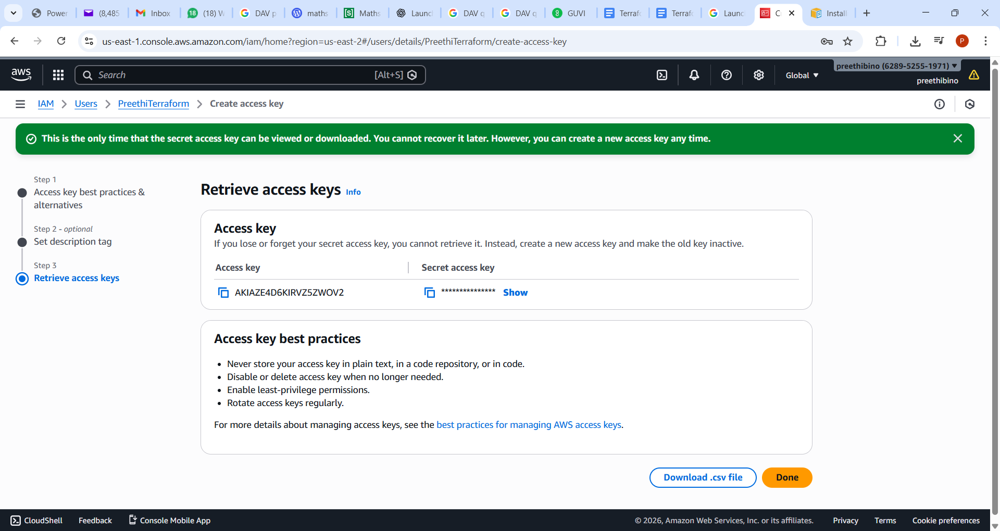 Power
(8,485
Inbox
(18) W
DAV p
maths
Maths
Launc
DAV q
DAV q
GUVI
Terrafo
Terrafo
Launc
Install
us-east-1.console.aws.amazon.com/iam/home?region=us-east-2#/users/details/PreethiTerraform/create-access-key
P
aws
Search
[Alt+S]
Global
preethibino (6289-5255-1971)
preethibino
IAM
Users
PreethiTerraform
Create access key
This is the only time that the secret access key can be viewed or downloaded. You cannot recover it later. However, you can create a new access key any time.
Step 1
Access key best practices &
alternatives
Step 2 - optional
Set description tag
Step 3
Retrieve access keys
Retrieve access keys Info
Access key
If you lose or forget your secret access key, you cannot retrieve it. Instead, create a new access key and make the old key inactive.
Access key
Secret access key
AKIAZE4D6KIRVZ5ZWOV2
***************
Show
Access key best practices
• Never store your access key in plain text, in a code repository, or in code.
• Disable or delete access key when no longer needed.
• Enable least-privilege permissions.
• Rotate access keys regularly.
For more details about managing access keys, see the best practices for managing AWS access keys.
Download .csv file
Done
CloudShell
Feedback
Console Mobile App
© 2026, Amazon Web Services, Inc. or its affiliates.
Privacy
Terms
Cookie preferences